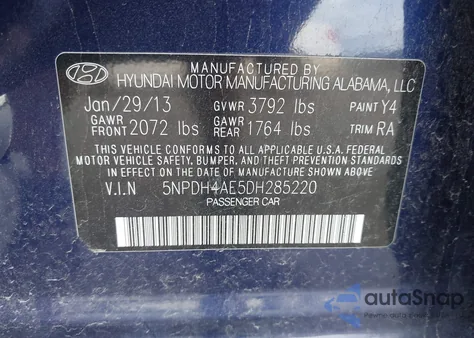 MANUFACTURED BY
HYUNDAI MOTOR MANUFACTURING ALABAMA, LLC
Jan/29/13 GVWR 3792 lbs PAINT Y4
GAWR FRONT 2072 lbs GAWR REAR 1764 lbs TRIM RA
THIS VEHICLE CONFORMS TO ALL APPLICABLE U.S.A. FEDERAL
MOTOR VEHICLE SAFETY, BUMPER, AND THEFT PREVENTION
STANDARDS IN EFFECT ON THE DATE OF MANUFACTURE SHOWN ABOVE.
V.I.N 5NPDH4AE5DH285220
PASSENGER CAR
autoSnap